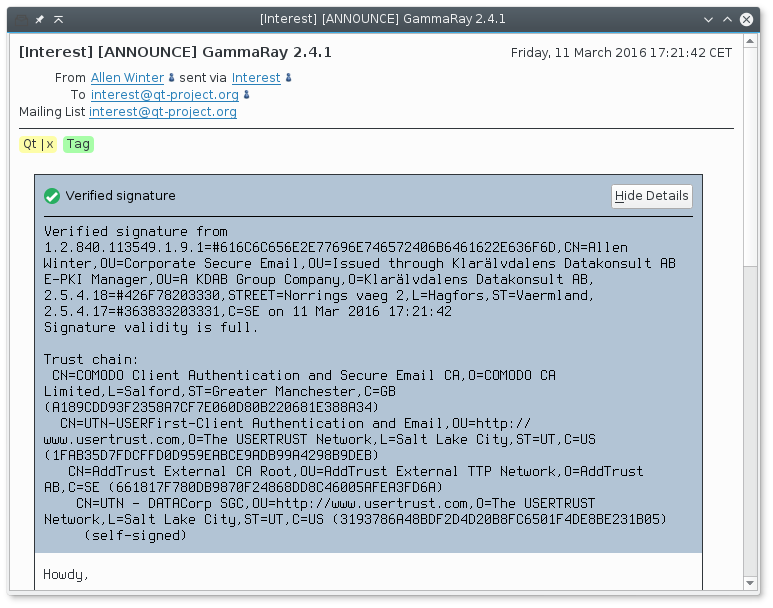 [Interest] [ANNOUNCE] GammaRay 2.4.1
[Interest] [ANNOUNCE] GammaRay 2.4.1
Friday, 11 March 2016 17:21:42 CET
From Allen Winter sent via Interest
To interest@qt-project.org
Mailing List interest@qt-project.org
Qt | x Tag
Verified signature
Hide Details
Verified signature from
1.2.840.113549.1.9.1=#616C6C656E2E77696E746572406B6461622E636F6D,CN=Allen
Winter,OU=Corporate Secure Email,OU=Issued through Klarälvdalens Datakonsult AB
E-PKI Manager,OU=A KDAB Group Company,O=Klarälvdalens Datakonsult AB,
2.5.4.18=#426F78203330,STREET=Norrings vaeg 2,L=Hagfors,ST=Vaermland,
2.5.4.17=#363833203331,C=SE on 11 Mar 2016 17:21:42
Signature validity is full.
Trust chain:
CN=COMODO Client Authentication and Secure Email CA,O=COMODO CA
Limited,L=Salford,ST=Greater Manchester,C=GB
(A189CDD93F2358A7CF7E060D80B220681E388A34)
CN=UTN-USERFirst-Client Authentication and Email,OU=http://
www.usertrust.com,O=The USERTRUST Network,L=Salt Lake City,ST=UT,C=US
(1FAB35D7FDCFFD0D959EABCE9ADB99A4298B9DEB)
CN=AddTrust External CA Root,OU=AddTrust External TTP Network,O=AddTrust
AB,C=SE (661817F780DB9870F24868DD8C46005AFEA3FD6A)
CN=UTN - DATACorp SGC,OU=http://www.usertrust.com,O=The USERTRUST
Network,L=Salt Lake City,ST=UT,C=US (3193786A48BDF2D4D20B8FC6501F4DE8BE231B05)
(self-signed)
Howdy,